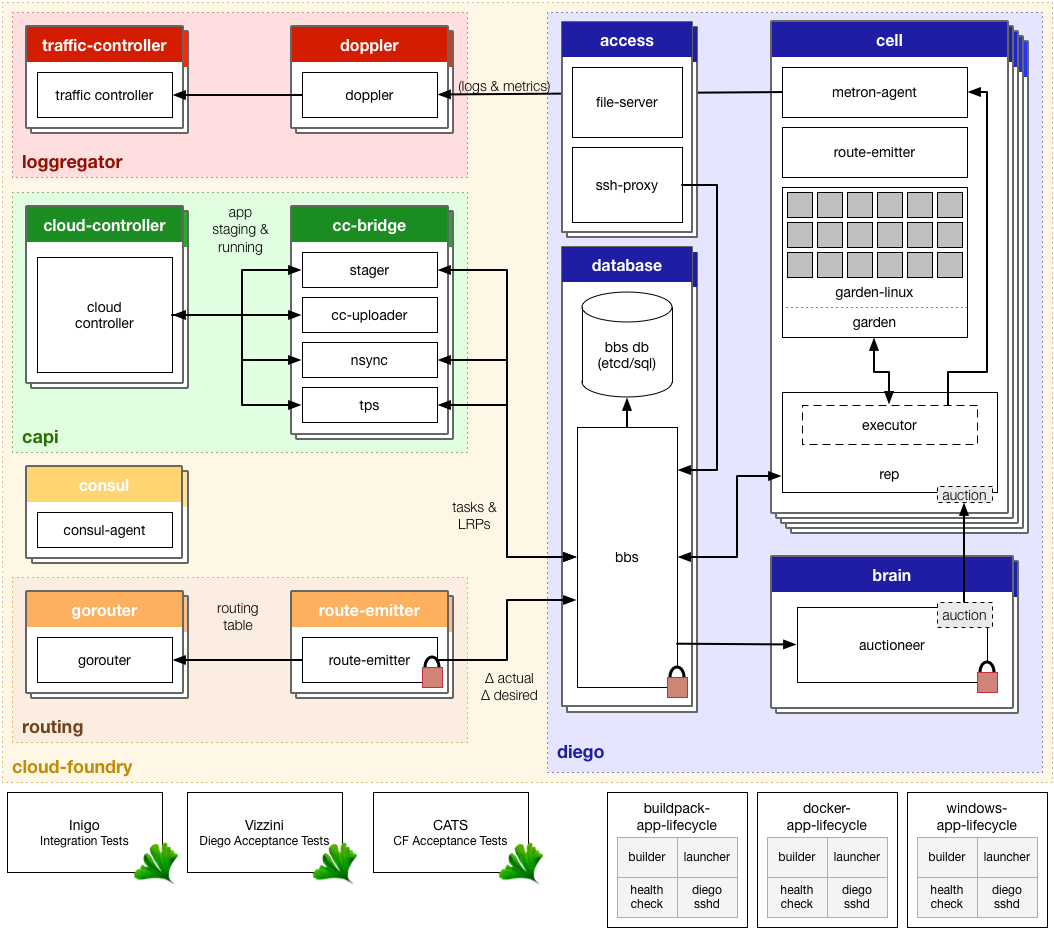 traffic-controller
traffic controller
doppler
doppler
(logs & metrics)
loggregator
cloud-controller
cloud
controller
app
staging &
running
cc-bridge
stager
cc-uploader
nsync
tps
capi
consul
consul-agent
tasks &
LRPs
gorouter
gorouter
routing
table
route-emitter
route-emitter
Δ actual
Δ desired
routing
cloud-foundry
access
file-server
ssh-proxy
database
bbs db
(etcd/sql)
bbs
cell
metron-agent
route-emitter
garden-linux
garden
executor
rep
auction
brain
auction
auctioneer
diego
Inigo
Integration Tests
Vizzini
Diego Acceptance Tests
CATS
CF Acceptance Tests
buildpack-
app-lifecycle
builder
launcher
health
check
diego
sshd
docker-
app-lifecycle
builder
launcher
health
check
diego
sshd
windows-
app-lifecycle
builder
launcher
health
check
diego
sshd